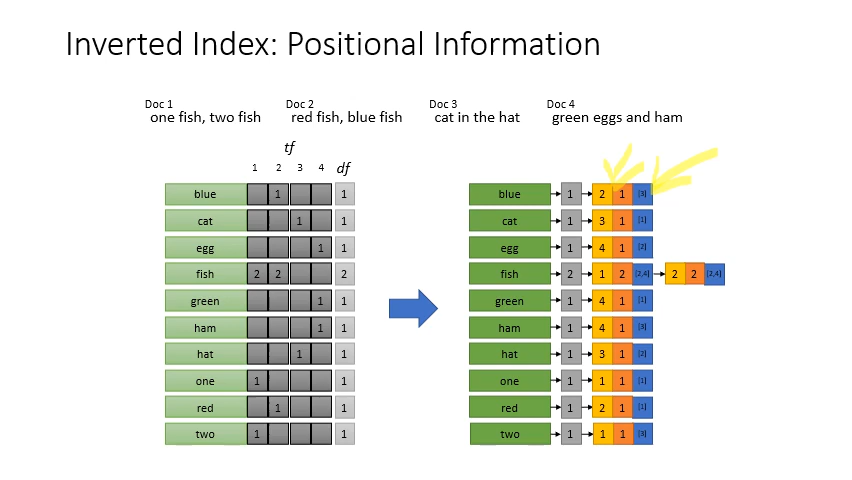 Inverted Index: Positional Information
Doc 1 Doc 2 Doc 3 Doc 4
one fish, two fish red fish, blue fish cat in the hat green eggs and ham
tf
1 2 3 4 df
blue 1 1 blue 1 2 1 [3]
cat 1 1 cat 1 3 1 [1]
egg 1 1 egg 1 4 1 [2]
fish 2 2 2 fish 2 1 2 [2,4] 2 2 [2,4]
green 1 1 green 1 4 1 [1]
ham 1 1 ham 1 4 1 [3]
hat 1 1 hat 1 3 1 [2]
one 1 1 one 1 1 1 [1]
red 1 1 red 1 2 1 [1]
two 1 1 two 1 1 1 [3]